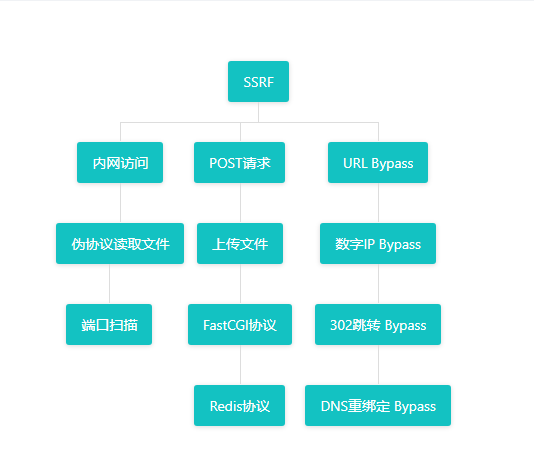 SSRF
内网访问
POST请求
URL Bypass
伪协议读取文件
上传文件
数字IP Bypass
端口扫描
FastCGI协议
302跳转 Bypass
Redis协议
DNS重绑定 Bypass